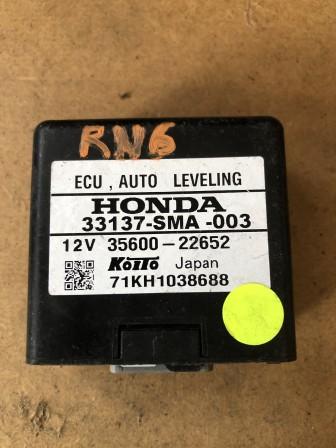 RN6
ECU , AUTO LEVELING
HONDA
33137-SMA -003
12V 35600-22652
KOITO Japan
71KH1038688